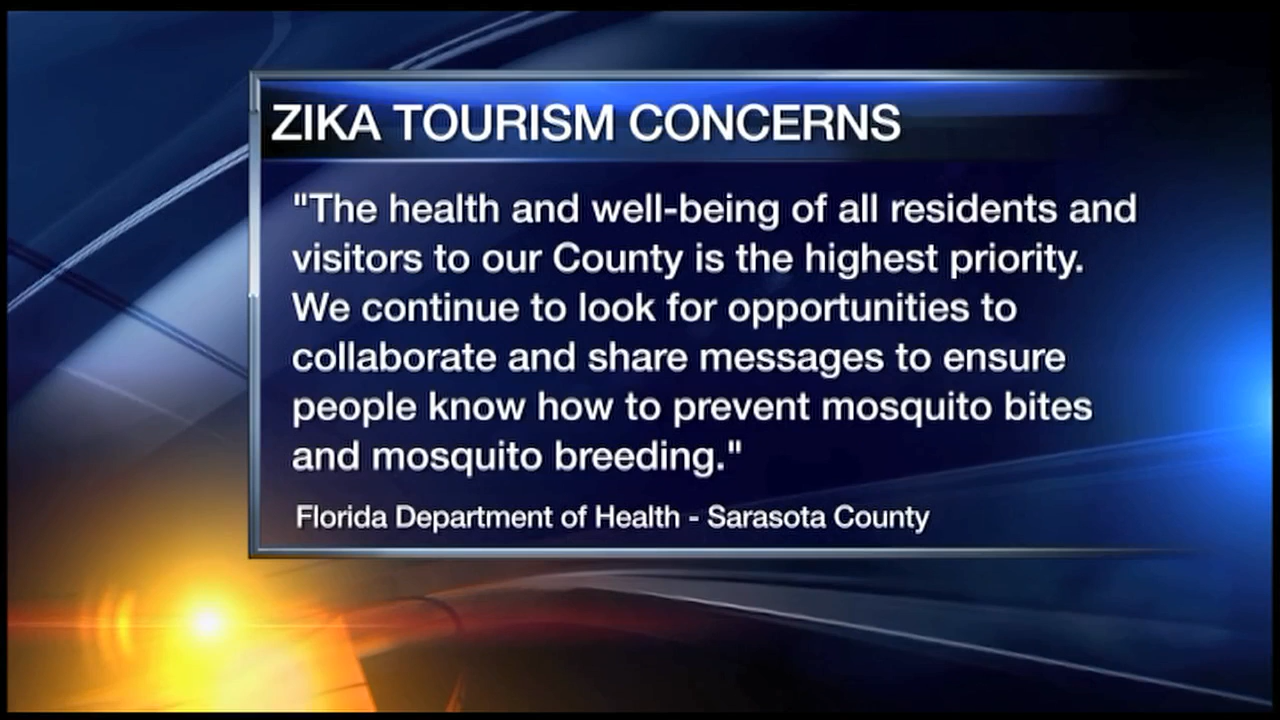 ZIKA TOURISM CONCERNS
"The health and well-being of all residents and
visitors to our County is the highest priority.
We continue to look for opportunities to
collaborate and share messages to ensure
people know how to prevent mosquito bites
and mosquito breeding."
Florida Department of Health - Sarasota County